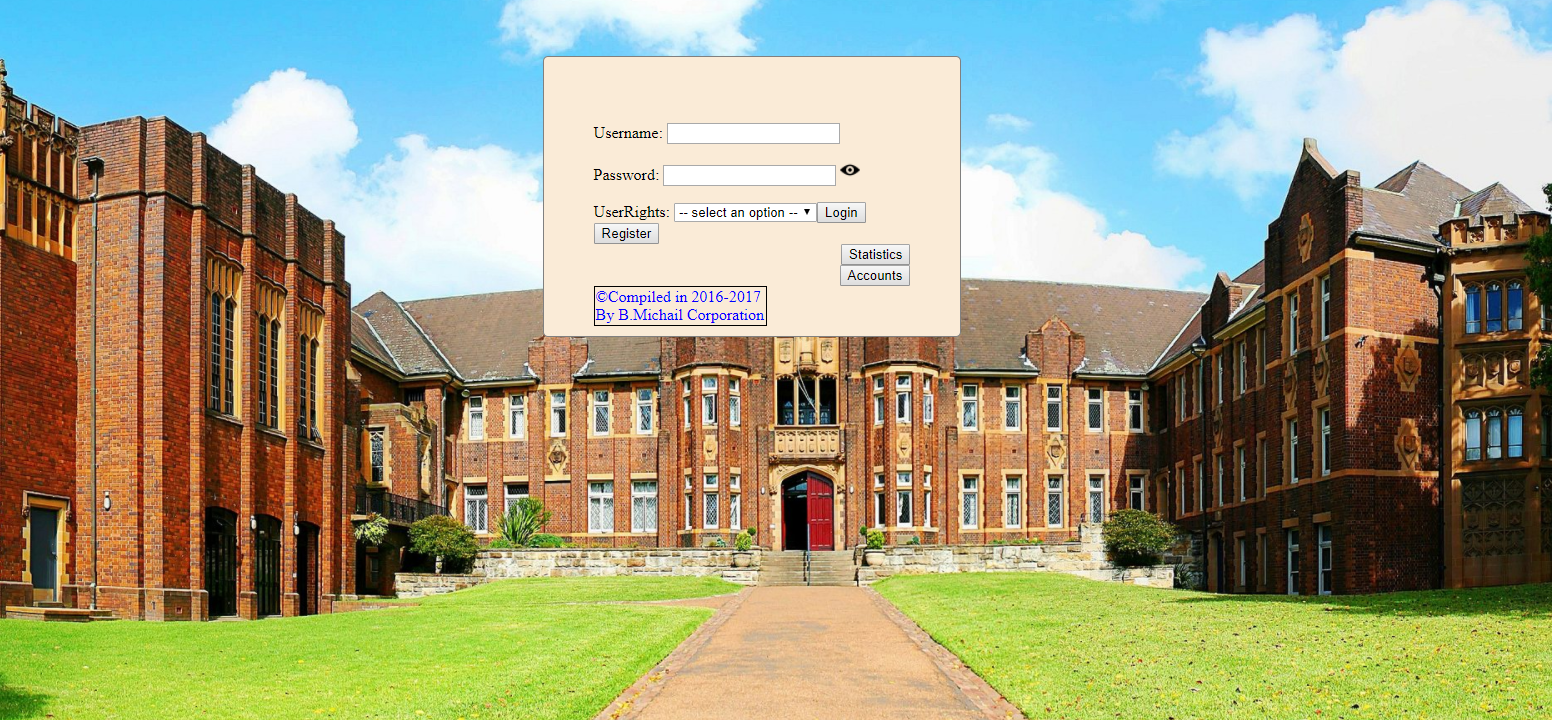 Username:
Password:
UserRights: -- select an option -- Login
Register
Statistics
Accounts
©Compiled in 2016-2017
By B.Michail Corporation